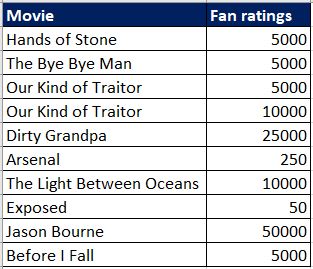 Movie Fan ratings
Hands of Stone 5000
The Bye Bye Man 5000
Our Kind of Traitor 5000
Our Kind of Traitor 10000
Dirty Grandpa 25000
Arsenal 250
The Light Between Oceans 10000
Exposed 50
Jason Bourne 50000
Before I Fall 5000